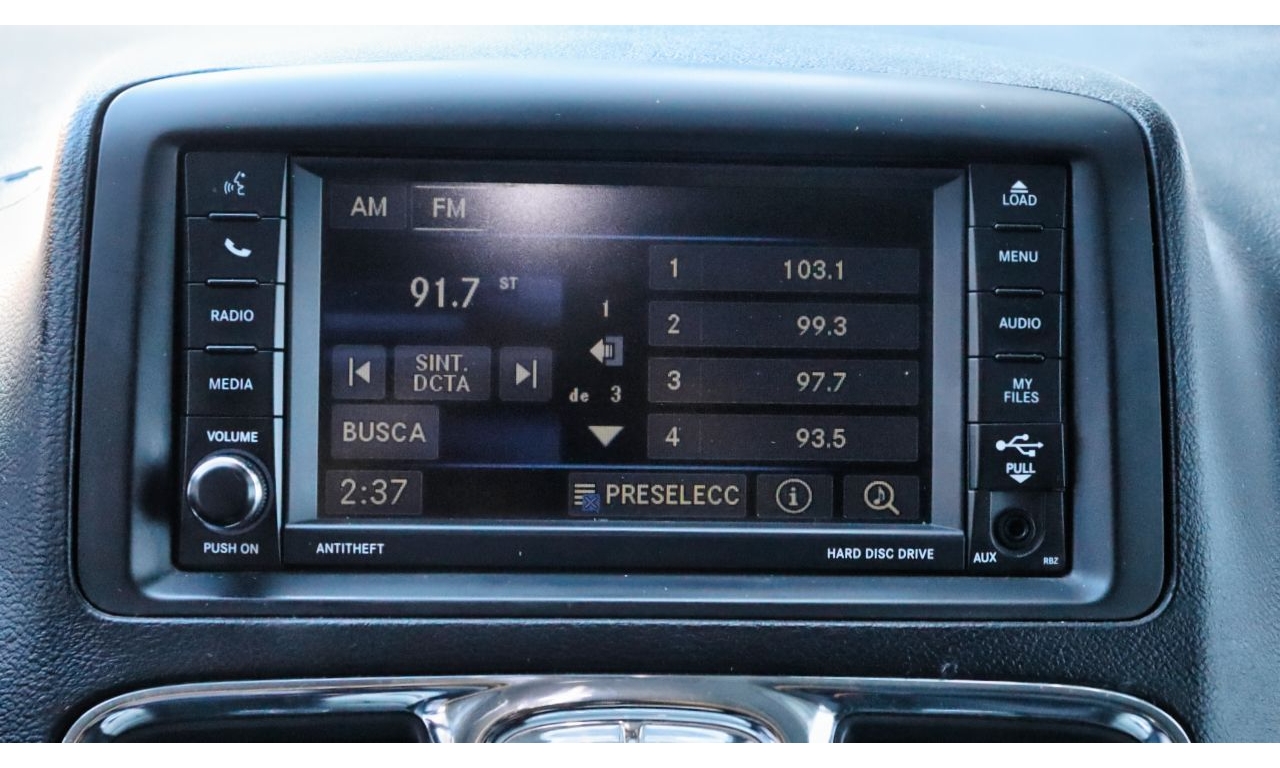 AM FM
91.7 ST
SINT.
DCTA
BUSCA
2:37
1
de 3
1 103.1
2 99.3
3 97.7
4 93.5
PRESELECC
RADIO
MEDIA
VOLUME
PUSH ON
ANTITHEFT
HARD DISC DRIVE
LOAD
MENU
AUDIO
MY
FILES
PULL
AUX
RBZ